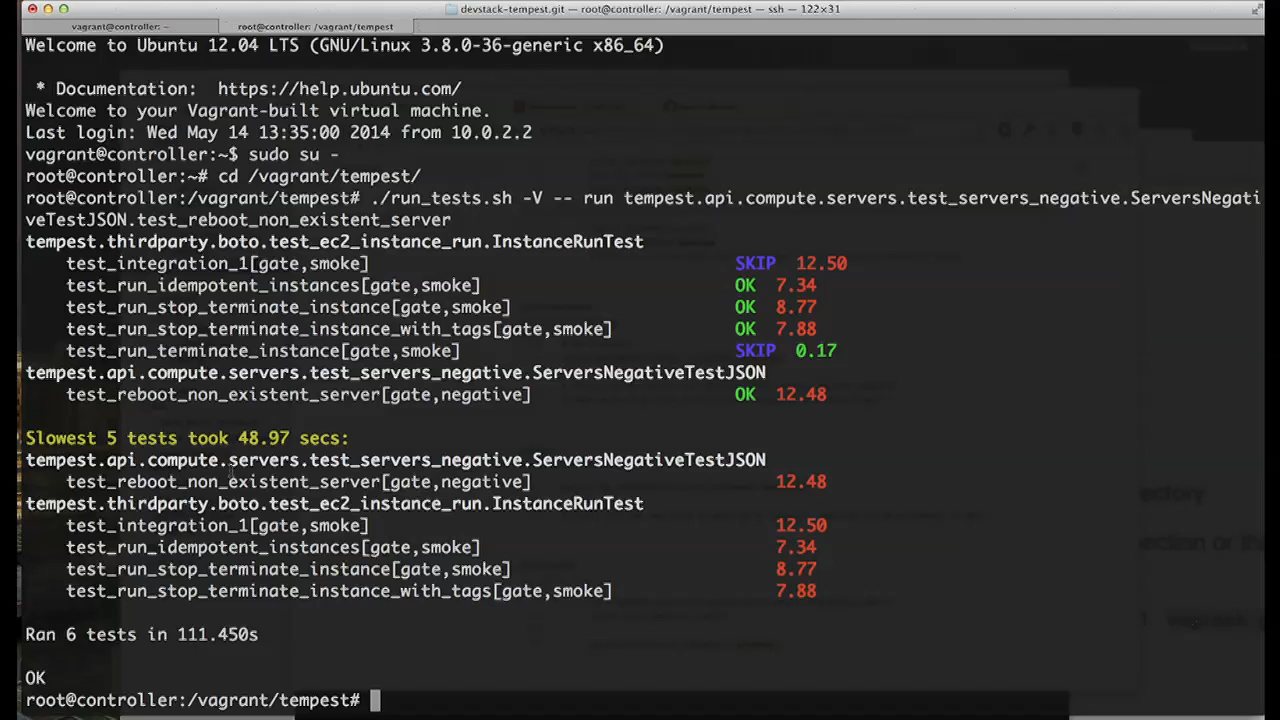 devstack-tempest.git — root@controller: /vagrant/tempest — ssh — 122×31
vagrant@controller: ~
root@controller: /vagrant/tempest
Welcome to Ubuntu 12.04 LTS (GNU/Linux 3.8.0-36-generic x86_64)
* Documentation:  https://help.ubuntu.com/
Welcome to your Vagrant-built virtual machine.
Last login: Wed May 14 13:35:00 2014 from 10.0.2.2
vagrant@controller:~$ sudo su -
root@controller:~# cd /vagrant/tempest/
root@controller:/vagrant/tempest# ./run_tests.sh -V -- run tempest.api.compute.servers.test_servers_negative.ServersNegati
veTestJSON.test_reboot_non_existent_server
tempest.thirdparty.boto.test_ec2_instance_run.InstanceRunTest
test_integration_1[gate,smoke] SKIP 12.50
test_run_idempotent_instances[gate,smoke] OK 7.34
test_run_stop_terminate_instance[gate,smoke] OK 8.77
test_run_stop_terminate_instance_with_tags[gate,smoke] OK 7.88
test_run_terminate_instance[gate,smoke] SKIP 0.17
tempest.api.compute.servers.test_servers_negative.ServersNegativeTestJSON
test_reboot_non_existent_server[gate,negative] OK 12.48
Slowest 5 tests took 48.97 secs:
tempest.api.compute.servers.test_servers_negative.ServersNegativeTestJSON
test_reboot_non_existent_server[gate,negative] 12.48
tempest.thirdparty.boto.test_ec2_instance_run.InstanceRunTest
test_integration_1[gate,smoke] 12.50
test_run_idempotent_instances[gate,smoke] 7.34
test_run_stop_terminate_instance[gate,smoke] 8.77
test_run_stop_terminate_instance_with_tags[gate,smoke] 7.88
Ran 6 tests in 111.450s
OK
root@controller:/vagrant/tempest#